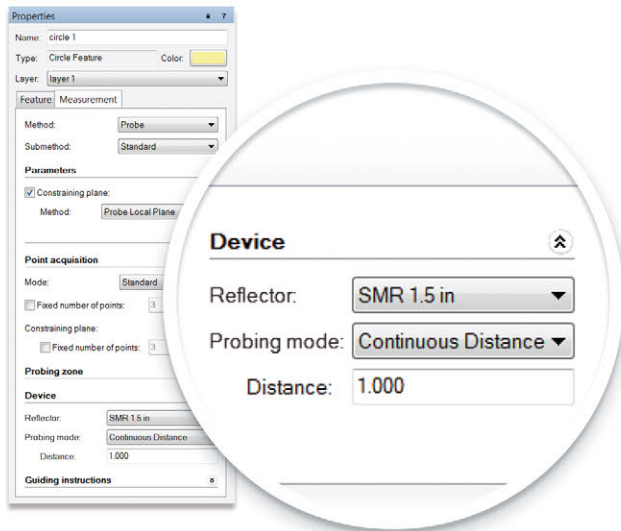 Properties
Name: circle 1
Type: Circle Feature Color:
Layer: layer 1
Feature Measurement
Method: Probe
Submethod: Standard
Parameters
Constraining plane:
Method: Probe Local Plane
Point acquisition
Mode: Standard
Fixed number of points: 3
Constraining plane:
Fixed number of points: 3
Probing zone
Device
Reflector: SMR 1.5 in
Probing mode: Continuous Distance
Distance: 1.000
Guiding instructions
Device
Reflector: SMR 1.5 in
Probing mode: Continuous Distance
Distance: 1.000